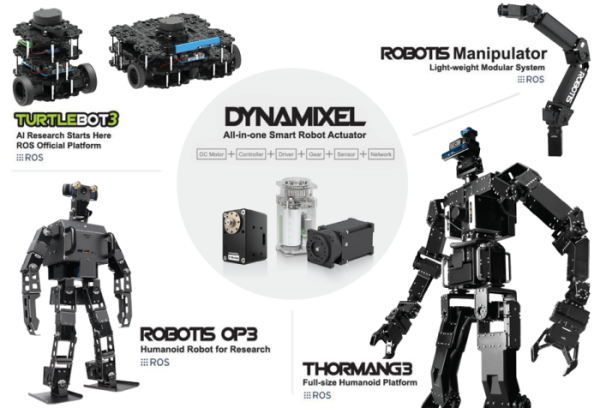 TURTLEBOT3
AI Research Starts Here
ROS Official Platform
ROS
ROBOTIS Manipulator
Light-weight Modular System
ROS
ROBOTIS
DYNAMIXEL
All-in-one Smart Robot Actuator
DC Motor + Controller + Driver + Gear + Sensor + Network
ROBOTIS OP3
Humanoid Robot for Research
ROS
THORMANG3
Full-size Humanoid Platform
ROS